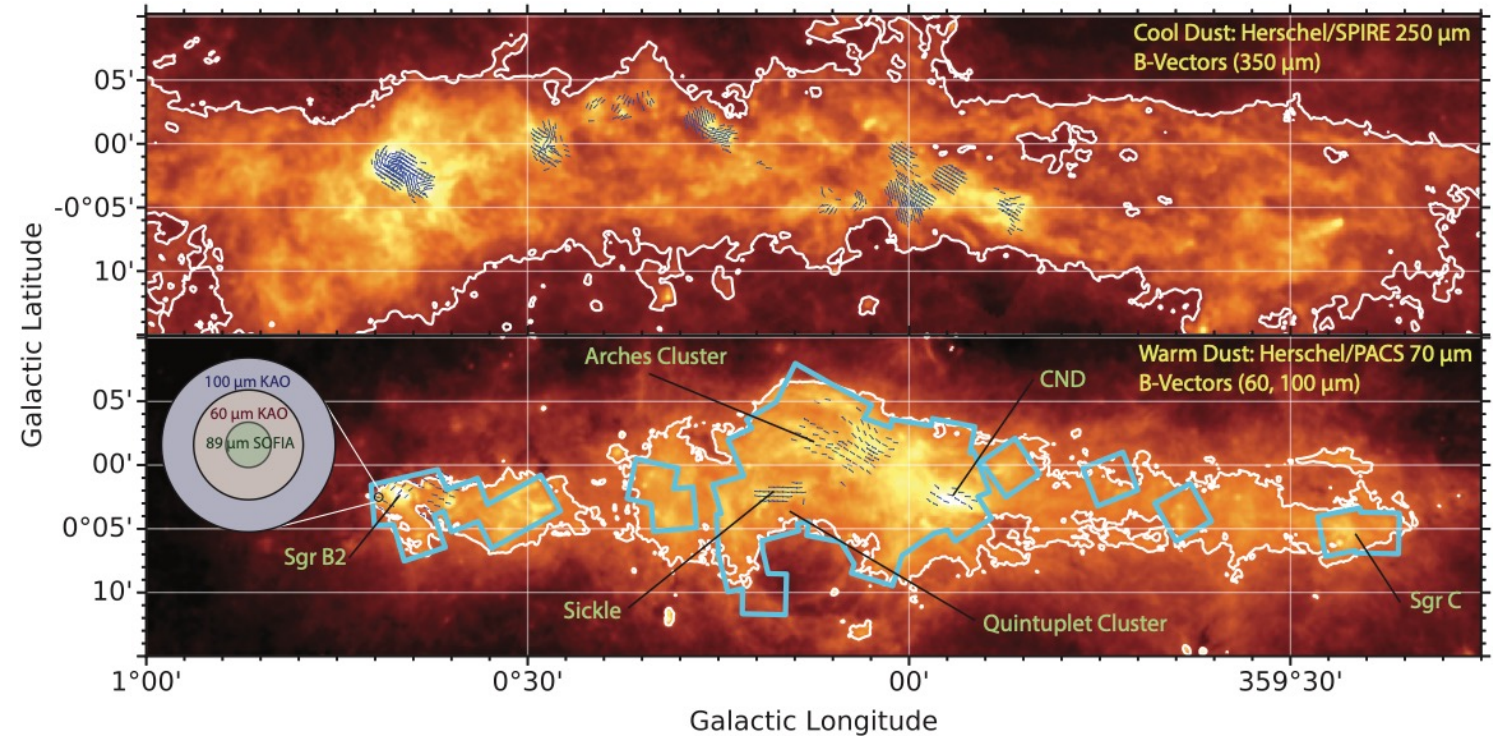 Cool Dust: Herschel/SPIRE 250 μm
B-Vectors (350 μm)
05'
00'
-0°05'
10'
Galactic Latitude
Arches Cluster
Warm Dust: Herschel/PACS 70 μm
B-Vectors (60, 100 μm)
CND
100 μm KAO
60 μm KAO
89 μm SOFIA
05'
00'
0°05'
10'
Sgr B2
Sickle
Quintuplet Cluster
Sgr C
1°00'
0°30'
00'
359°30'
Galactic Longitude